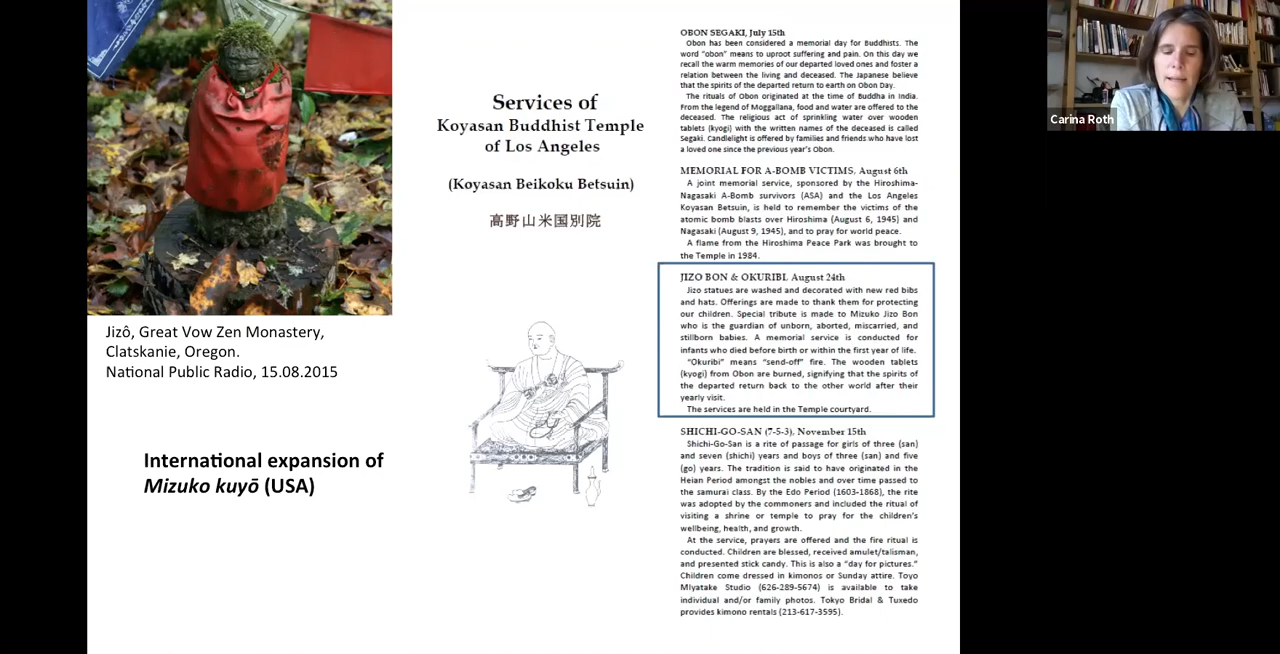 Jizô, Great Vow Zen Monastery,
Clatskanie, Oregon.
National Public Radio, 15.08.2015
International expansion of
Mizuko kuyō (USA)
Services of
Koyasan Buddhist Temple
of Los Angeles
(Koyasan Beikoku Betsuin)
高野山米国別院
OBON SEGAKI, July 15th
Obon has been considered a memorial day for Buddhists. The
word "obon" means to uproot suffering and pain. On this day we
recall the warm memories of our departed loved ones and foster a
relation between the living and deceased. The Japanese believe
that the spirits of the departed return to earth on Obon Day.
The rituals of Obon originated at the time of Buddha in India.
From the legend of Moggallana, food and water are offered to the
deceased. The religious act of sprinkling water over wooden
tablets (kyogi) with the written names of the deceased is called
Segaki. Candlelight is offered by families and friends who have lost
a loved one since the previous year's Obon.
MEMORIAL FOR A-BOMB VICTIMS, August 6th
A joint memorial service, sponsored by the Hiroshima-
Nagasaki A-Bomb survivors (ASA) and the Los Angeles
Koyasan Betsuin, is held to remember the victims of the
atomic bomb blasts over Hiroshima (August 6, 1945) and
Nagasaki (August 9, 1945), and to pray for world peace.
A flame from the Hiroshima Peace Park was brought to
the Temple in 1984.
JIZO BON & OKURIBI, August 24th
Jizo statues are washed and decorated with new red bibs
and hats. Offerings are made to thank them for protecting
our children. Special tribute is made to Mizuko Jizo Bon
who is the guardian of unborn, aborted, miscarried, and
stillborn babies. A memorial service is conducted for
infants who died before birth or within the first year of life.
"Okuribi" means "send-off" fire. The wooden tablets
(kyogi) from Obon are burned, signifying that the spirits of
the departed return back to the other world after their
yearly visit.
The services are held in the Temple courtyard.
SHICHI-GO-SAN (7-5-3), November 15th
Shichi-Go-San is a rite of passage for girls of three (san)
and seven (shichi) years and boys of three (san) and five
(go) years. The tradition is said to have originated in the
Heian Period amongst the nobles and over time passed to
the samurai class. By the Edo Period (1603-1868), the rite
was adopted by the commoners and included the ritual of
visiting a shrine or temple to pray for the children's
wellbeing, health, and growth.
At the service, prayers are offered and the fire ritual is
conducted. Children are blessed, received amulet/talisman,
and presented stick candy. This is also a "day for pictures."
Children come dressed in kimonos or Sunday attire. Toyo
Miyatake Studio (626-289-5674) is available to take
individual and/or family photos. Tokyo Bridal & Tuxedo
provides kimono rentals (213-617-3595).
Carina Roth